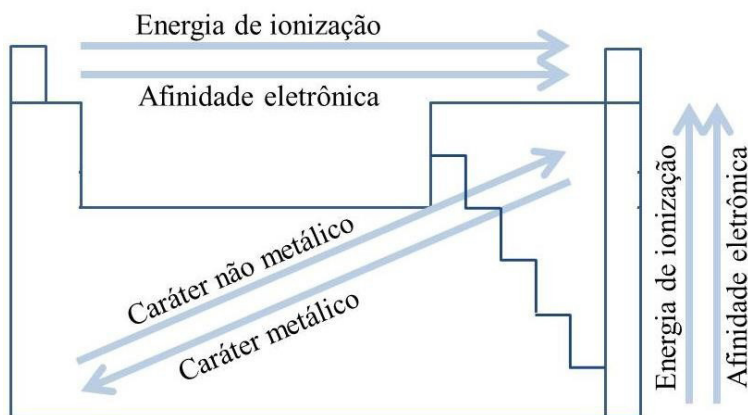 Energia de ionização
Afinidade eletrônica
Caráter não metálico
Caráter metálico
Energia de ionização
Afinidade eletrônica